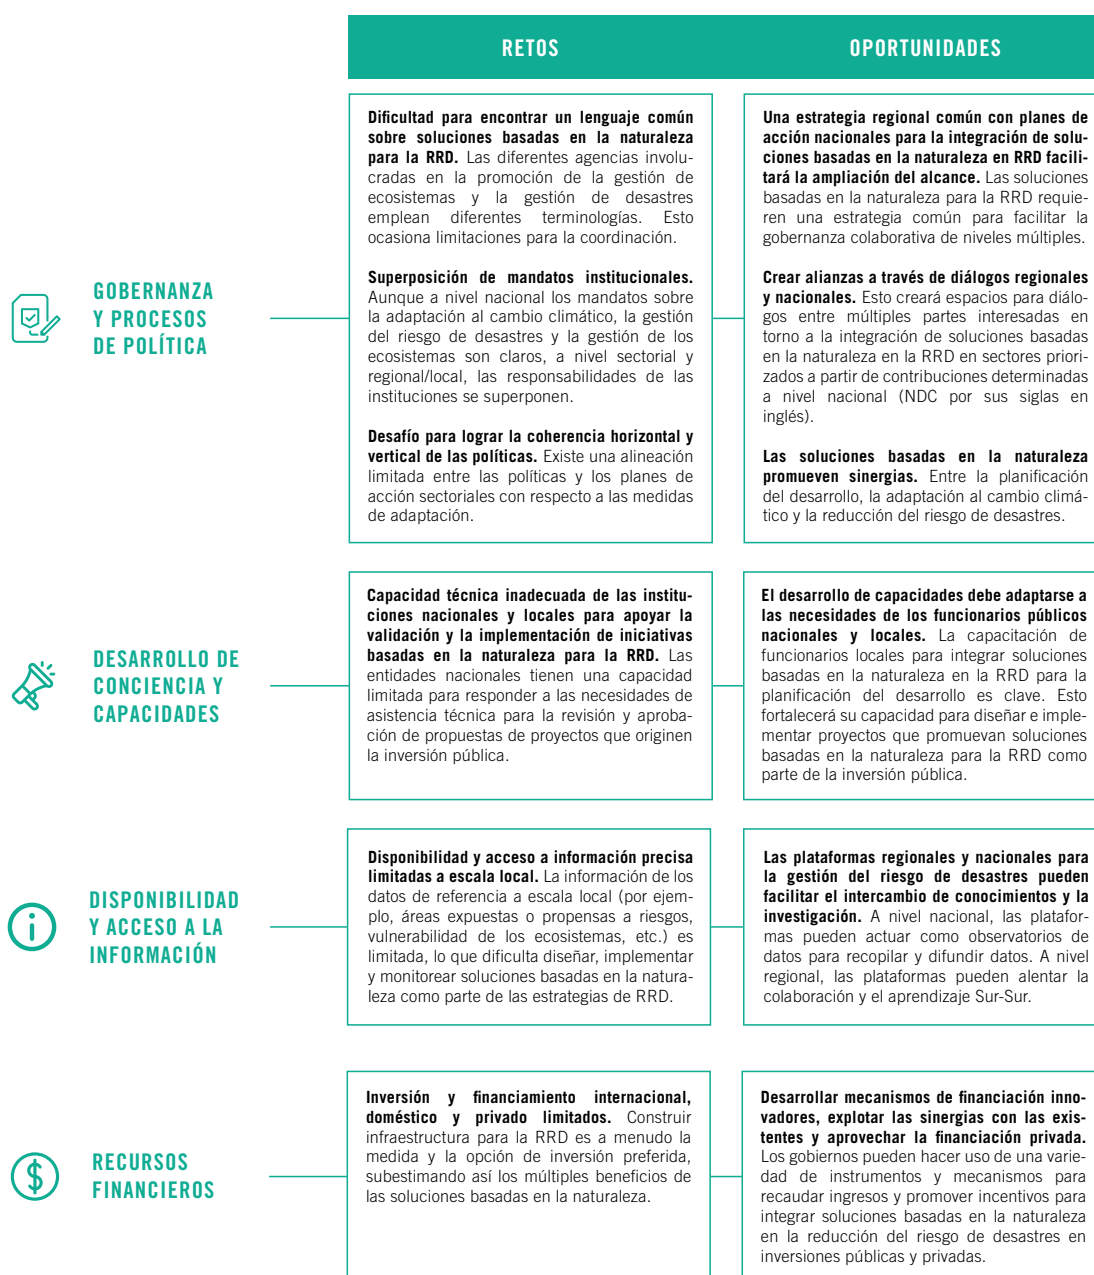 RETOS
OPORTUNIDADES
GOBERNANZA
Y PROCESOS
DE POLÍTICA
Dificultad para encontrar un lenguaje común
sobre soluciones basadas en la naturaleza
para la RRD. Las diferentes agencias involu-
cradas en la promoción de la gestión de
ecosistemas y la gestión de desastres
emplean diferentes terminologías. Esto
ocasiona limitaciones para la coordinación.
Superposición de mandatos institucionales.
Aunque a nivel nacional los mandatos sobre
la adaptación al cambio climático, la gestión
del riesgo de desastres y la gestión de los
ecosistemas son claros, a nivel sectorial y
regional/local, las responsabilidades de las
instituciones se superponen.
Desafío para lograr la coherencia horizontal y
vertical de las políticas. Existe una alineación
limitada entre las políticas y los planes de
acción sectoriales con respecto a las medidas
de adaptación.
Una estrategia regional común con planes de
acción nacionales para la integración de solu-
ciones basadas en la naturaleza en RRD facili-
tará la ampliación del alcance. Las soluciones
basadas en la naturaleza para la RRD requie-
ren una estrategia común para facilitar la
gobernanza colaborativa de niveles múltiples.
Crear alianzas a través de diálogos regionales
y nacionales. Esto creará espacios para diálo-
gos entre múltiples partes interesadas en
torno a la integración de soluciones basadas
en la naturaleza en la RRD en sectores priori-
zados a partir de contribuciones determinadas
a nivel nacional (NDC por sus siglas en
inglés).
Las soluciones basadas en la naturaleza
promueven sinergias. Entre la planificación
del desarrollo, la adaptación al cambio climá-
tico y la reducción del riesgo de desastres.
DESARROLLO DE
CONCIENCIA Y
CAPACIDADES
Capacidad técnica inadecuada de las institu-
ciones nacionales y locales para apoyar la
validación y la implementación de iniciativas
basadas en la naturaleza para la RRD. Las
entidades nacionales tienen una capacidad
limitada para responder a las necesidades de
asistencia técnica para la revisión y aproba-
ción de propuestas de proyectos que originen
la inversión pública.
El desarrollo de capacidades debe adaptarse a
las necesidades de los funcionarios públicos
nacionales y locales. La capacitación de
funcionarios locales para integrar soluciones
basadas en la naturaleza en la RRD para la
planificación del desarrollo es clave. Esto
fortalecerá su capacidad para diseñar e imple-
mentar proyectos que promuevan soluciones
basadas en la naturaleza para la RRD como
parte de la inversión pública.
DISPONIBILIDAD
Y ACCESO A LA
INFORMACIÓN
Disponibilidad y acceso a información precisa
limitadas a escala local. La información de los
datos de referencia a escala local (por ejem-
plo, áreas expuestas o propensas a riesgos,
vulnerabilidad de los ecosistemas, etc.) es
limitada, lo que dificulta diseñar, implementar
y monitorear soluciones basadas en la natura-
leza como parte de las estrategias de RRD.
Las plataformas regionales y nacionales para
la gestión del riesgo de desastres pueden
facilitar el intercambio de conocimientos y la
investigación. A nivel nacional, las platafor-
mas pueden actuar como observatorios de
datos para recopilar y difundir datos. A nivel
regional, las plataformas pueden alentar la
colaboración y el aprendizaje Sur-Sur.
RECURSOS
FINANCIEROS
Inversión y financiamiento internacional,
doméstico y privado limitados. Construir
infraestructura para la RRD es a menudo la
medida y la opción de inversión preferida,
subestimando así los múltiples beneficios de
las soluciones basadas en la naturaleza.
Desarrollar mecanismos de financiación inno-
vadores, explotar las sinergias con las exis-
tentes y aprovechar la financiación privada.
Los gobiernos pueden hacer uso de una varie-
dad de instrumentos y mecanismos para
recaudar ingresos y promover incentivos para
integrar soluciones basadas en la naturaleza
en la reducción del riesgo de desastres en
inversiones públicas y privadas.